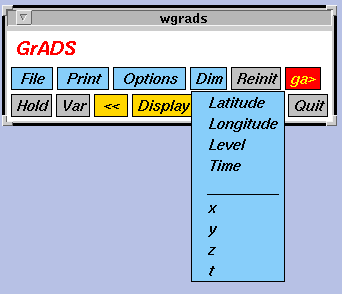 wgrads
GrADS
File Print Options Dim Reinit ga>
Hold Var << Display Quit
Latitude
Longitude
Level
Time
x
y
z
t